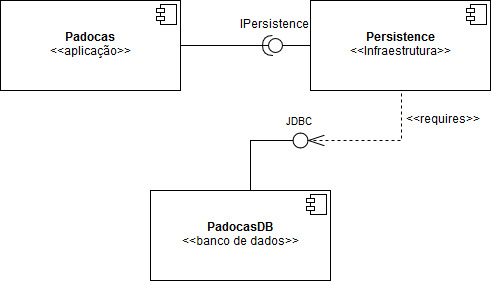 IPersistence
Padocas
<<aplicação>>
Persistence
<<Infraestrutura>>
<<requires>>
JDBC
PadocasDB
<<banco de dados>>